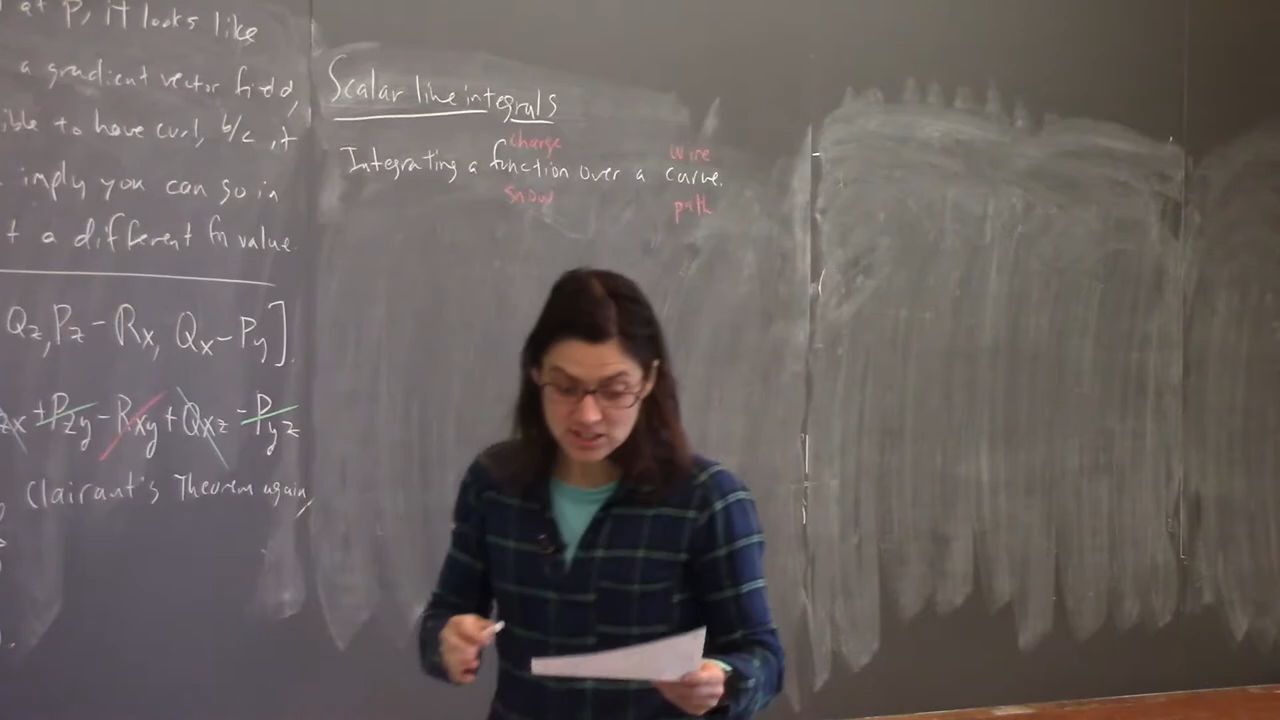 at P, it looks like
a gradient vector field,
ible to have curl, b/c it
imply you can go in
t a different fn value.
Qz, Pz - Rx, Qx - Py].
zx + Pzy - Rxy + Qxz - Pyz
Clairaut's Theorem again,
Scalar line integrals
charge wire
Integrating a function over a curve.
snow path